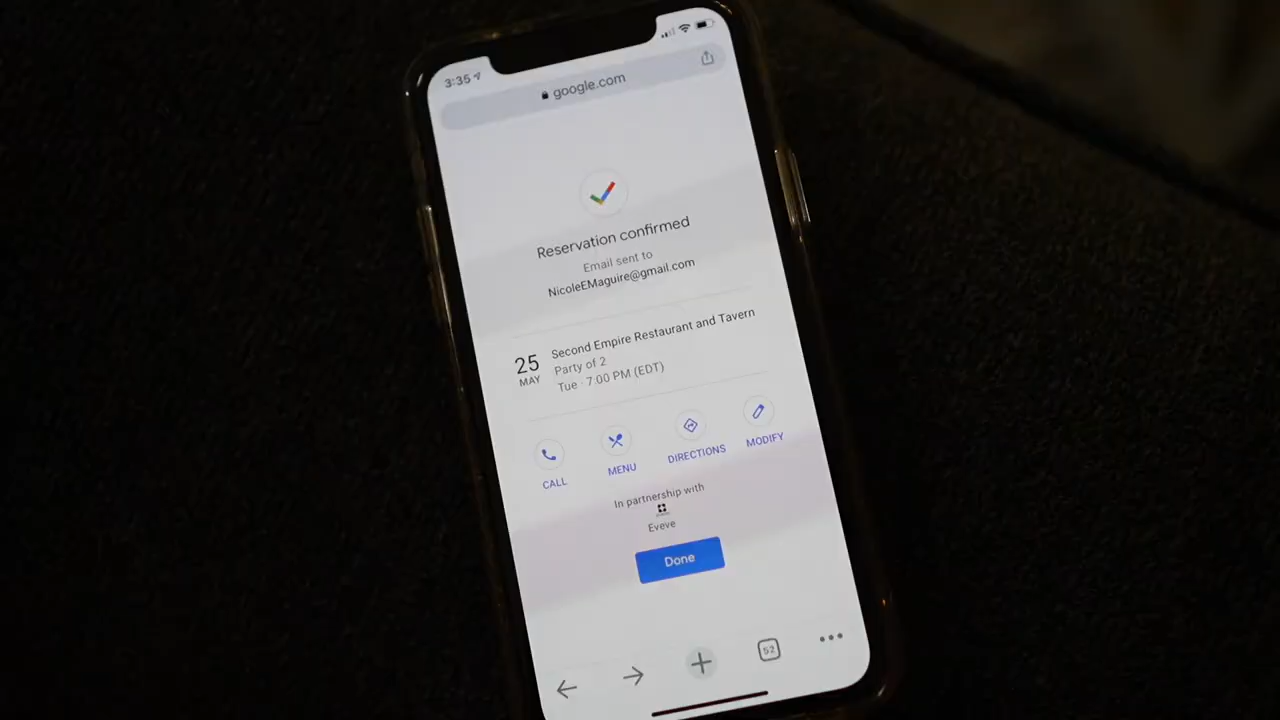 3:35
google.com
Reservation confirmed
Email sent to
NicoleEMaguire@gmail.com
25
MAY
Second Empire Restaurant and Tavern
Party of 2
Tue · 7:00 PM (EDT)
CALL
MENU
DIRECTIONS
MODIFY
In partnership with
Eveve
Done
52